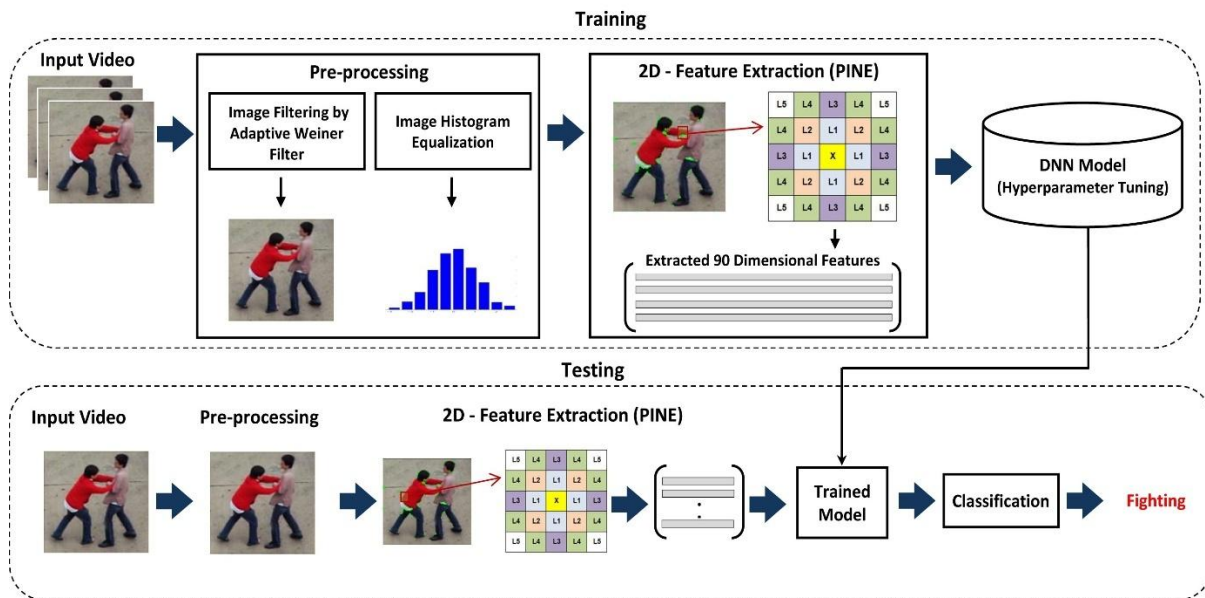 Training
Input Video
Pre-processing
Image Filtering by
Adaptive Weiner
Filter
Image Histogram
Equalization
2D - Feature Extraction (PINE)
L5 L4 L3 L4 L5
L4 L2 L1 L2 L4
L3 L1 X L1 L3
L4 L2 L1 L2 L4
L5 L4 L3 L4 L5
Extracted 90 Dimensional Features
DNN Model
(Hyperparameter Tuning)
Testing
Input Video
Pre-processing
2D - Feature Extraction (PINE)
L5 L4 L3 L4 L5
L4 L2 L1 L2 L4
L3 L1 X L1 L3
L4 L2 L1 L2 L4
L5 L4 L3 L4 L5
Trained
Model
Classification
Fighting